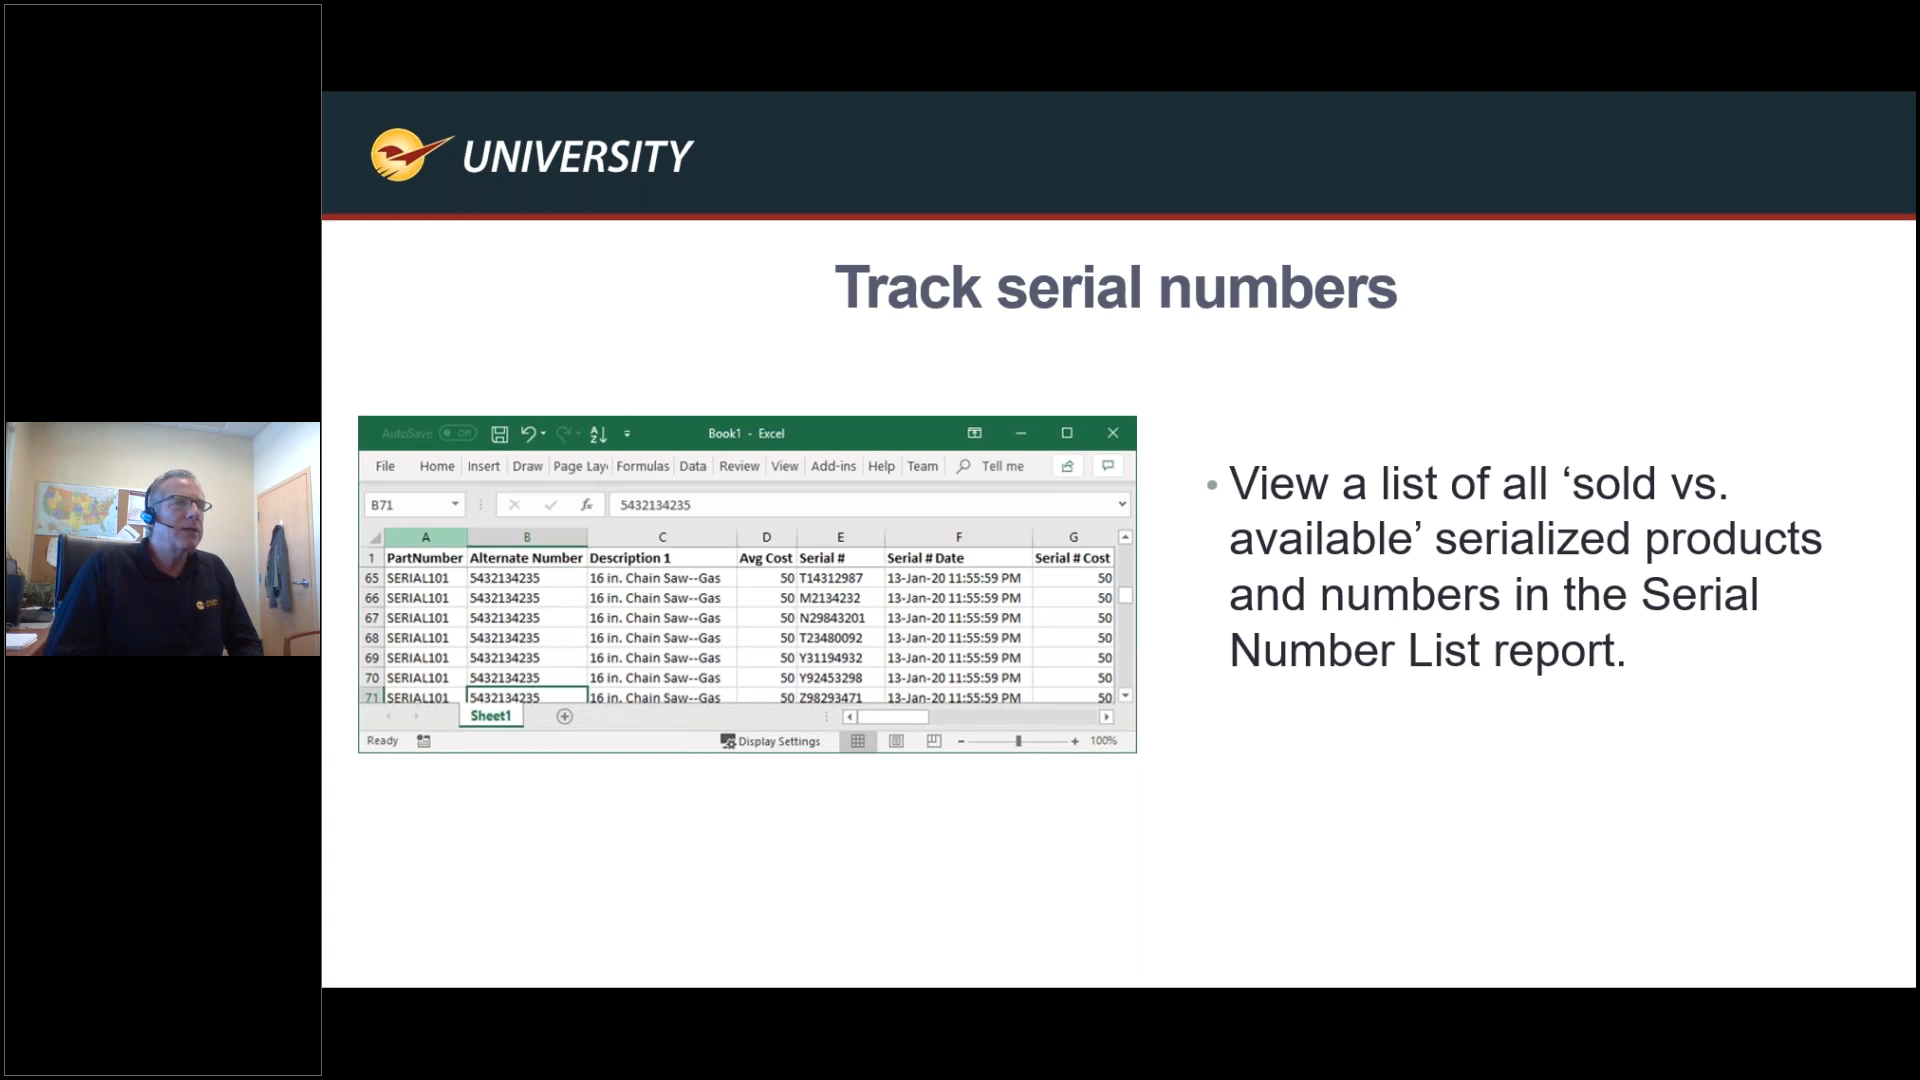 UNIVERSITY
Track serial numbers
AutoSave Off Book1 - Excel
File Home Insert Draw Page Lay Formulas Data Review View Add-ins Help Team Tell me
B71 fx 5432134235
A B C D E F G
1 PartNumber Alternate Number Description 1 Avg Cost Serial # Serial # Date Serial # Cost
65 SERIAL101 5432134235 16 in. Chain Saw--Gas 50 T14312987 13-Jan-20 11:55:59 PM 50
66 SERIAL101 5432134235 16 in. Chain Saw--Gas 50 M2134232 13-Jan-20 11:55:59 PM 50
67 SERIAL101 5432134235 16 in. Chain Saw--Gas 50 N29843201 13-Jan-20 11:55:59 PM 50
68 SERIAL101 5432134235 16 in. Chain Saw--Gas 50 T23480092 13-Jan-20 11:55:59 PM 50
69 SERIAL101 5432134235 16 in. Chain Saw--Gas 50 Y31194932 13-Jan-20 11:55:59 PM 50
70 SERIAL101 5432134235 16 in. Chain Saw--Gas 50 Y92453298 13-Jan-20 11:55:59 PM 50
71 SERIAL101 5432134235 16 in. Chain Saw--Gas 50 Z98293471 13-Jan-20 11:55:59 PM 50
Sheet1
Ready Display Settings 100%
• View a list of all ‘sold vs.
available’ serialized products
and numbers in the Serial
Number List report.